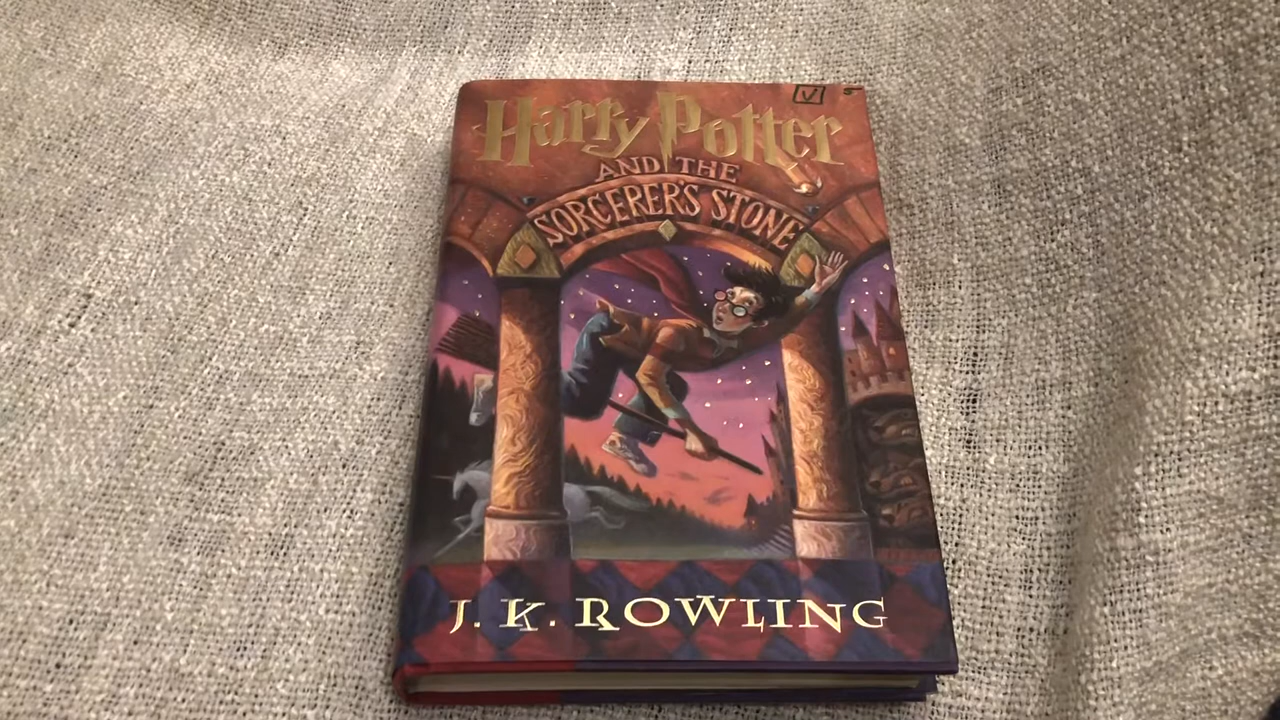 Harry Potter
AND THE
SORCERER'S STONE
J. K. ROWLING